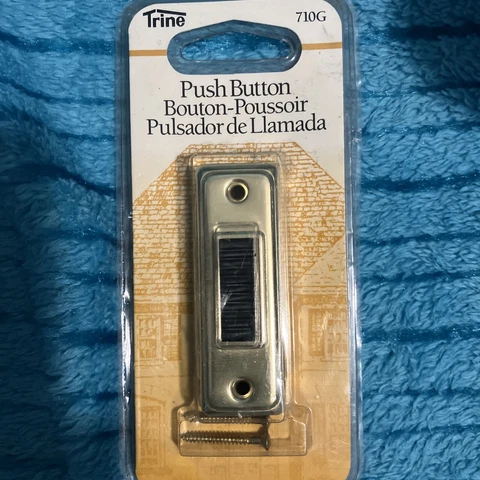 Trine 710G
Push Button
Bouton-Poussoir
Pulsador de Llamada